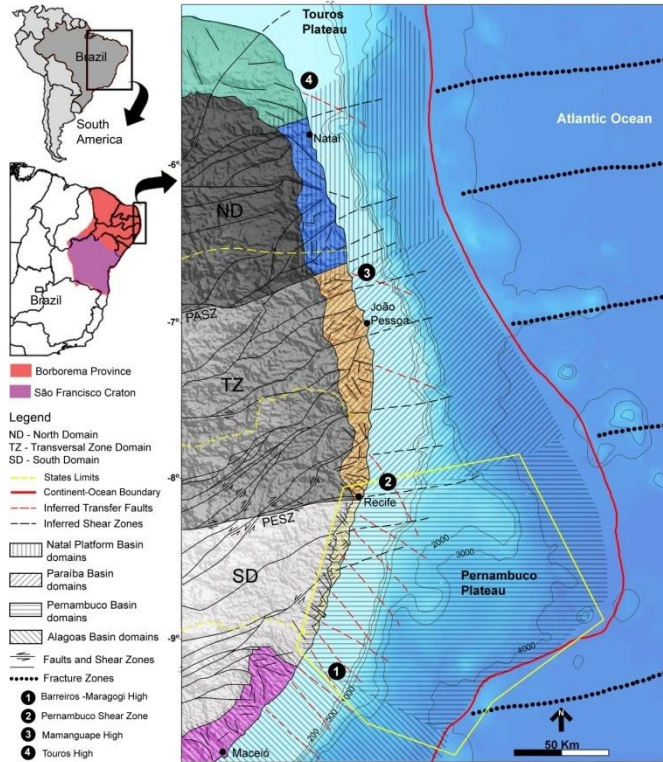 Brazil
South
America
Brazil
Borborema Province
São Francisco Craton
Legend
ND - North Domain
TZ - Transversal Zone Domain
SD - South Domain
States Limits
Continent-Ocean Boundary
Inferred Transfer Faults
Inferred Shear Zones
Natal Platform Basin
domains
Paraíba Basin
domains
Pernambuco Basin
domains
Alagoas Basin domains
Faults and Shear Zones
Fracture Zones
1 Barreiros -Maragogi High
2 Pernambuco Shear Zone
3 Mamanguape High
4 Touros High
Touros
Plateau
4
Natal
Atlantic Ocean
-6°
ND
3
João
Pessoa
PASZ
-7°
TZ
-8°
2
Recife
PESZ
2000
3000
Pernambuco
Plateau
SD
-9°
4000
1
200
500
1000
Maceió
N
50 Km